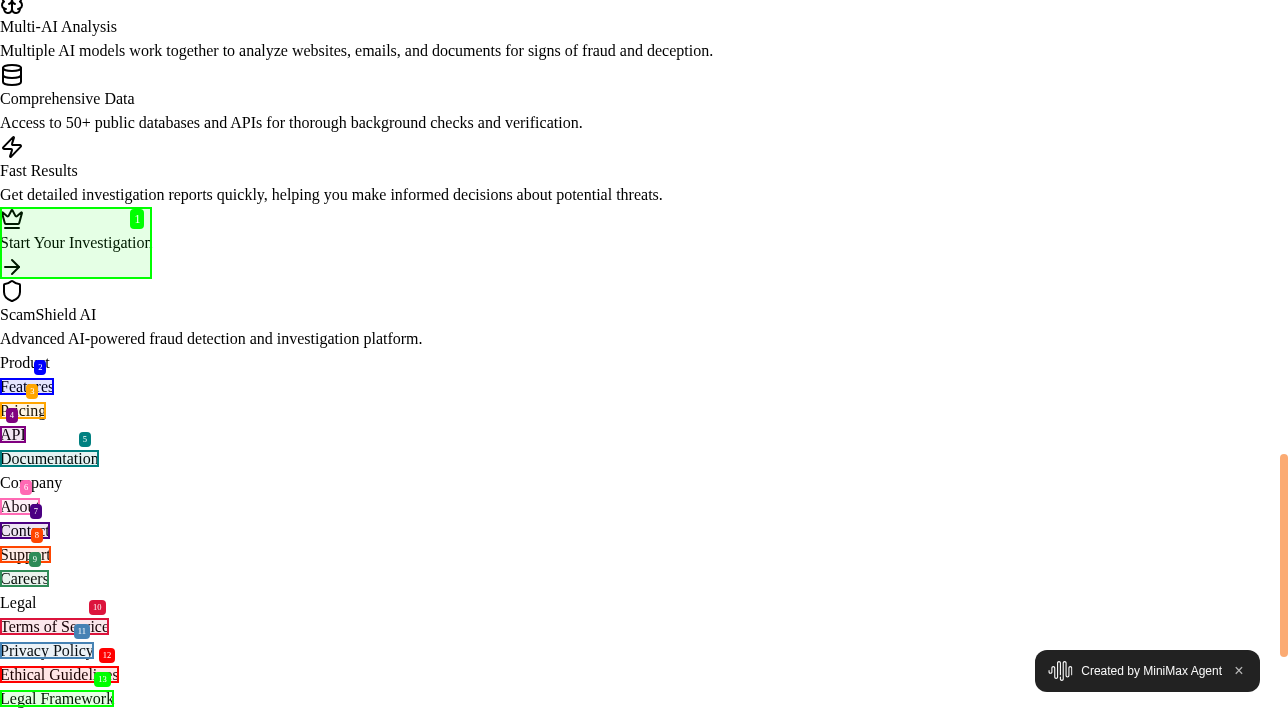 Multi-AI Analysis
Multiple AI models work together to analyze websites, emails, and documents for signs of fraud and deception.
Comprehensive Data
Access to 50+ public databases and APIs for thorough background checks and verification.
Fast Results
Get detailed investigation reports quickly, helping you make informed decisions about potential threats.
1
Start Your Investigation
ScamShield AI
Advanced AI-powered fraud detection and investigation platform.
Product
2
Features
3
Pricing
4
API
5
Documentation
Company
6
About
7
Contact
8
Support
9
Careers
Legal
10
Terms of Service
11
Privacy Policy
12
Ethical Guidelines
13
Legal Framework
Created by MiniMax Agent ×